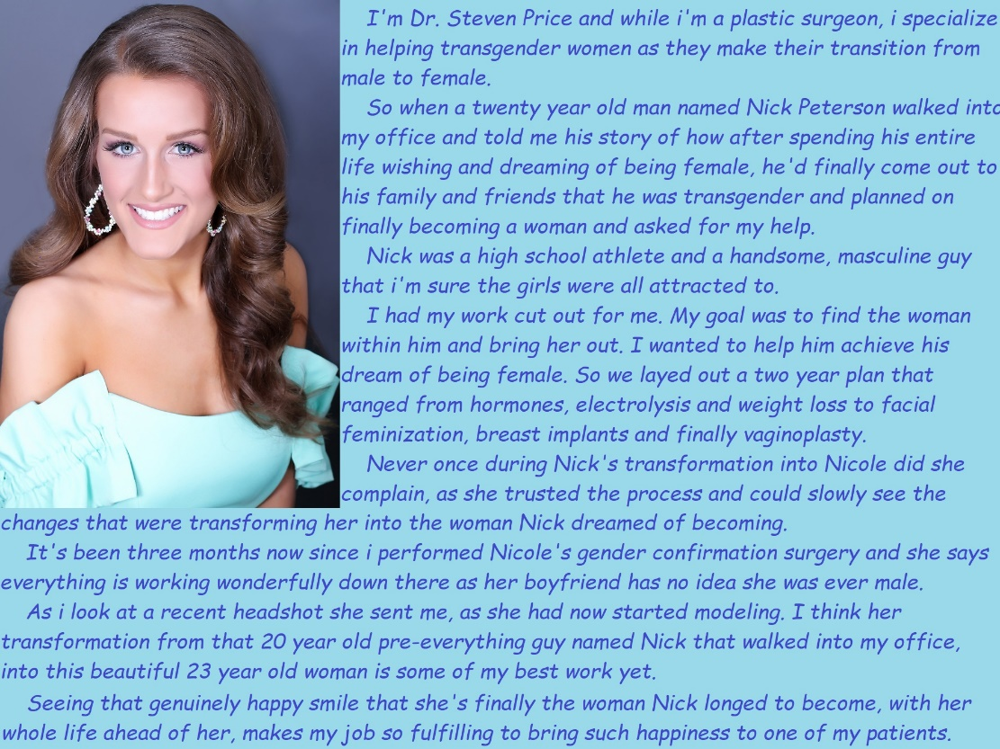 I'm Dr. Steven Price and while i'm a plastic surgeon, i specialize
in helping transgender women as they make their transition from
male to female.
So when a twenty year old man named Nick Peterson walked into
my office and told me his story of how after spending his entire
life wishing and dreaming of being female, he'd finally come out to
his family and friends that he was transgender and planned on
finally becoming a woman and asked for my help.
Nick was a high school athlete and a handsome, masculine guy
that i'm sure the girls were all attracted to.
I had my work cut out for me. My goal was to find the woman
within him and bring her out. I wanted to help him achieve his
dream of being female. So we layed out a two year plan that
ranged from hormones, electrolysis and weight loss to facial
feminization, breast implants and finally vaginoplasty.
Never once during Nick's transformation into Nicole did she
complain, as she trusted the process and could slowly see the
changes that were transforming her into the woman Nick dreamed of becoming.
It's been three months now since i performed Nicole's gender confirmation surgery and she says
everything is working wonderfully down there as her boyfriend has no idea she was ever male.
As i look at a recent headshot she sent me, as she had now started modeling. I think her
transformation from that 20 year old pre-everything guy named Nick that walked into my office,
into this beautiful 23 year old woman is some of my best work yet.
Seeing that genuinely happy smile that she's finally the woman Nick longed to become, with her
whole life ahead of her, makes my job so fulfilling to bring such happiness to one of my patients.